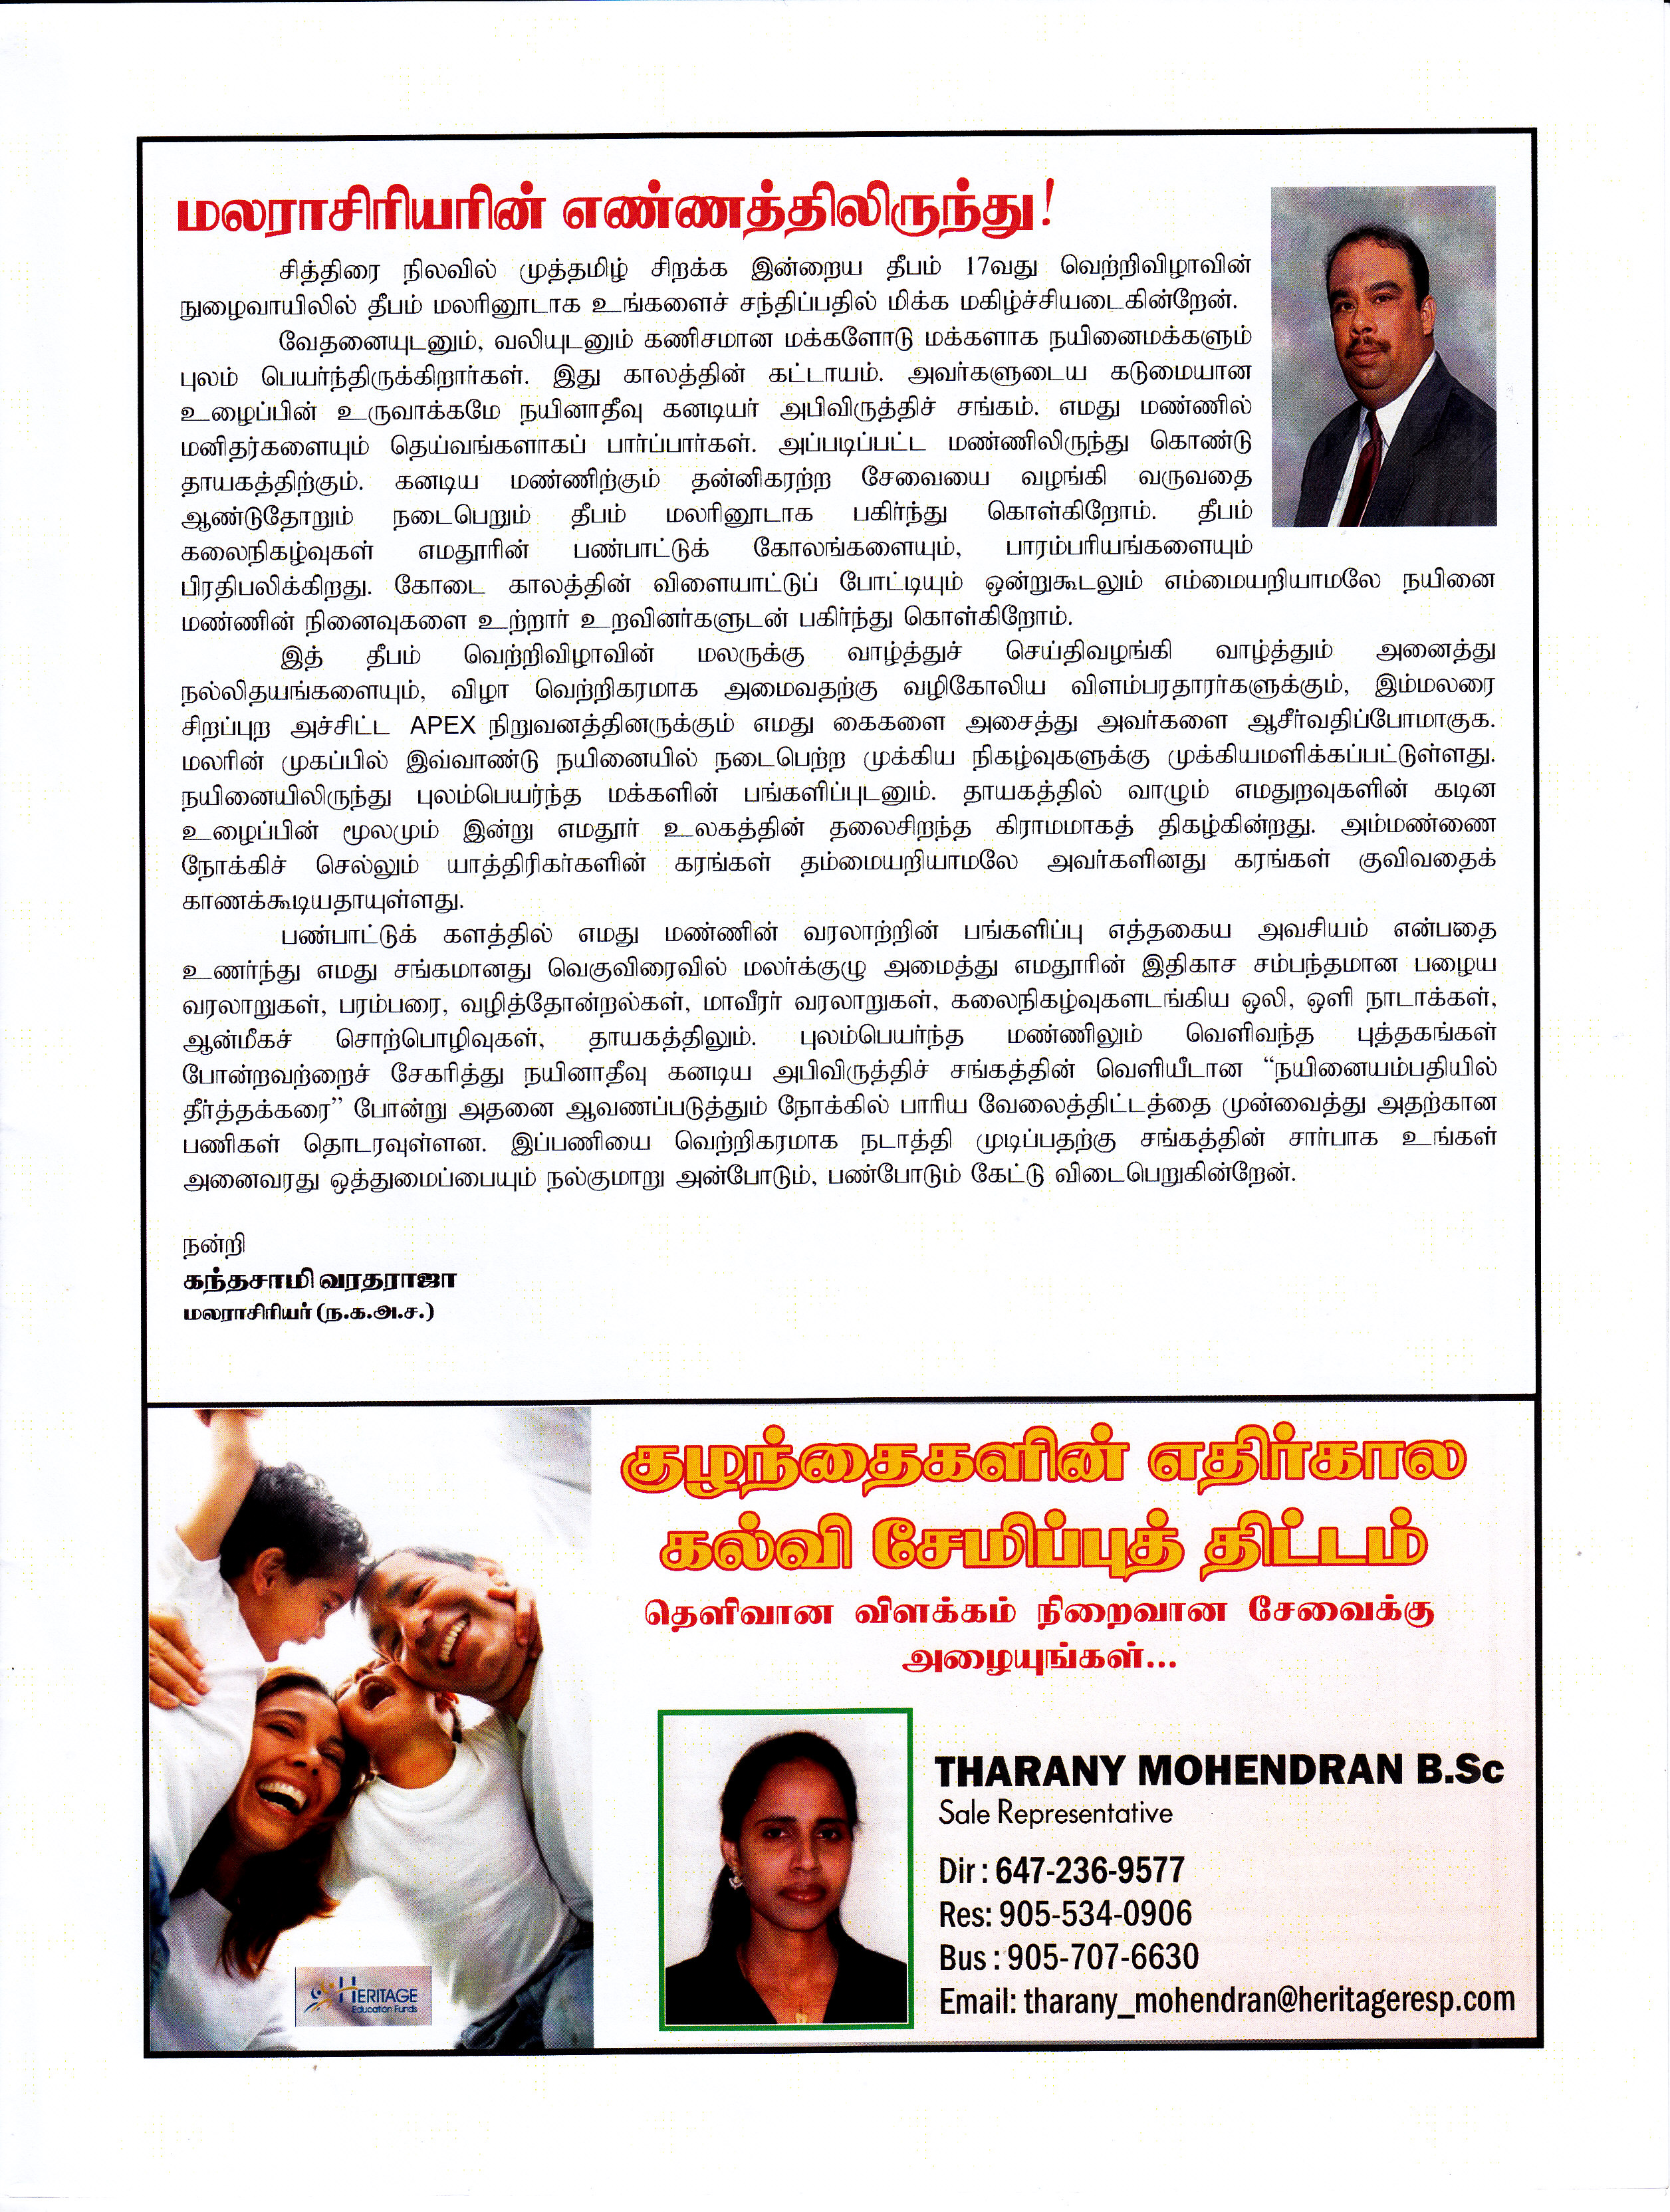 மலராசிரியரின் எண்ணத்திலிருந்து!
சித்திரை நிலவில் முத்தமிழ் சிறக்க இன்றைய தீபம் 17வது வெற்றிவிழாவின்
நுழைவாயிலில் தீபம் மலரினூடாக உங்களைச் சந்திப்பதில் மிக்க மகிழ்ச்சியடைகின்றேன்.
வேதனையுடனும், வலியுடனும் கணிசமான மக்களோடு மக்களாக நயினைமக்களும்
புலம் பெயர்ந்திருக்கிறார்கள். இது காலத்தின் கட்டாயம். அவர்களுடைய கடுமையான
உழைப்பின் உருவாக்கமே நயினாதீவு கனடியர் அபிவிருத்திச் சங்கம். எமது மண்ணில்
மனிதர்களையும் தெய்வங்களாகப் பார்ப்பார்கள். அப்படிப்பட்ட மண்ணிலிருந்து கொண்டு
தாயகத்திற்கும். கனடிய மண்ணிற்கும் தன்னிகரற்ற சேவையை வழங்கி வருவதை
ஆண்டுதோறும் நடைபெறும் தீபம் மலரினூடாக பகிர்ந்து கொள்கிறோம். தீபம்
கலைநிகழ்வுகள் எமதூரின் பண்பாட்டுக் கோலங்களையும், பாரம்பரியங்களையும்
பிரதிபலிக்கிறது. கோடை காலத்தின் விளையாட்டுப் போட்டியும் ஒன்றுகூடலும் எம்மையறியாமலே நயினை
மண்ணின் நினைவுகளை உற்றார் உறவினர்களுடன் பகிர்ந்து கொள்கிறோம்.
இத் தீபம் வெற்றிவிழாவின் மலருக்கு வாழ்த்துச் செய்திவழங்கி வாழ்த்தும் அனைத்து
நல்லிதயங்களையும், விழா வெற்றிகரமாக அமைவதற்கு வழிகோலிய விளம்பரதாரர்களுக்கும், இம்மலரை
சிறப்புற அச்சிட்ட APEX நிறுவனத்தினருக்கும் எமது கைகளை அசைத்து அவர்களை ஆசீர்வதிப்போமாகுக.
மலரின் முகப்பில் இவ்வாண்டு நயினையில் நடைபெற்ற முக்கிய நிகழ்வுகளுக்கு முக்கியமளிக்கப்பட்டுள்ளது.
நயினையிலிருந்து புலம்பெயர்ந்த மக்களின் பங்களிப்புடனும். தாயகத்தில் வாழும் எமதுறவுகளின் கடின
உழைப்பின் மூலமும் இன்று எமதூர் உலகத்தின் தலைசிறந்த கிராமமாகத் திகழ்கின்றது. அம்மண்ணை
நோக்கிச் செல்லும் யாத்திரிகர்களின் கரங்கள் தம்மையறியாமலே அவர்களினது கரங்கள் குவிவதைக்
காணக்கூடியதாயுள்ளது.
பண்பாட்டுக் களத்தில் எமது மண்ணின் வரலாற்றின் பங்களிப்பு எத்தகைய அவசியம் என்பதை
உணர்ந்து எமது சங்கமானது வெகுவிரைவில் மலர்க்குழு அமைத்து எமதூரின் இதிகாச சம்பந்தமான பழைய
வரலாறுகள், பரம்பரை, வழித்தோன்றல்கள், மாவீரர் வரலாறுகள், கலைநிகழ்வுகளடங்கிய ஒலி, ஒளி நாடாக்கள்,
ஆன்மீகச் சொற்பொழிவுகள், தாயகத்திலும். புலம்பெயர்ந்த மண்ணிலும் வெளிவந்த புத்தகங்கள்
போன்றவற்றைச் சேகரித்து நயினாதீவு கனடிய அபிவிருத்திச் சங்கத்தின் வெளியீடான “நயினையம்பதியில்
தீர்த்தக்கரை” போன்று அதனை ஆவணப்படுத்தும் நோக்கில் பாரிய வேலைத்திட்டத்தை முன்வைத்து அதற்கான
பணிகள் தொடரவுள்ளன. இப்பணியை வெற்றிகரமாக நடாத்தி முடிப்பதற்கு சங்கத்தின் சார்பாக உங்கள்
அனைவரது ஒத்துமைப்பையும் நல்குமாறு அன்போடும், பண்போடும் கேட்டு விடைபெறுகின்றேன்.
நன்றி
கந்தசாமி வரதராஜா
மலராசிரியர் (ந.க.அ.ச.)
குழந்தைகளின் எதிர்கால
கல்வி சேமிப்புத் திட்டம்
தெளிவான விளக்கம் நிறைவான சேவைக்கு
அழையுங்கள்...
THARANY MOHENDRAN B.Sc
Sale Representative
Dir : 647-236-9577
Res: 905-534-0906
Bus : 905-707-6630
Email: tharany_mohendran@heritageresp.com
HERITAGE
Education Funds